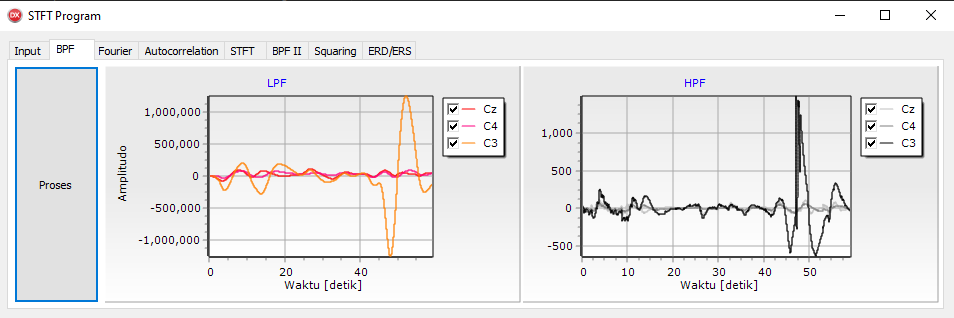 DX STFT Program
Input BPF Fourier Autocorrelation STFT BPF II Squaring ERD/ERS
Proses
LPF
Amplitudo
1,000,000
500,000
0
-500,000
-1,000,000
0 20 40
Waktu [detik]
Cz
C4
C3
HPF
1,000
500
0
-500
0 10 20 30 40 50
Waktu [detik]
Cz
C4
C3